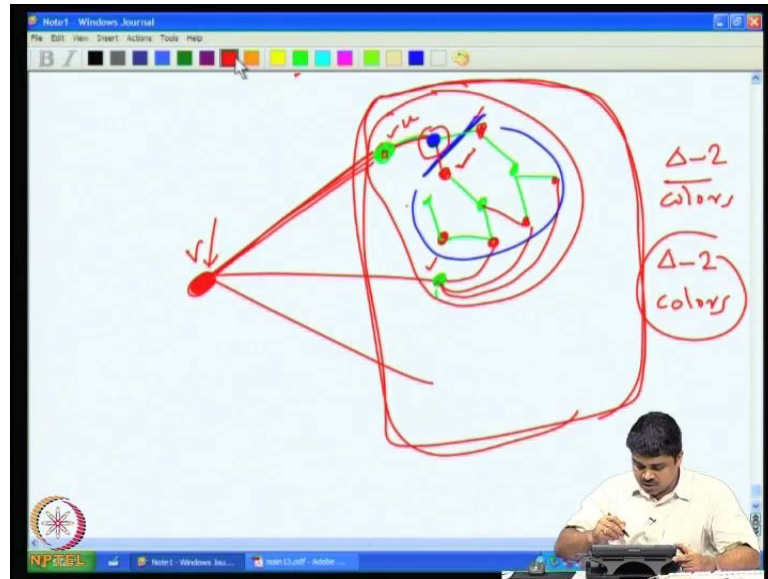 Note1 - Windows Journal
File Edit View Insert Actions Tools Help
B I
u
v
Δ-2
colors
Δ-2
colors
NPTEL
Note1 - Windows Jou...
main13.pdf - Adobe ...